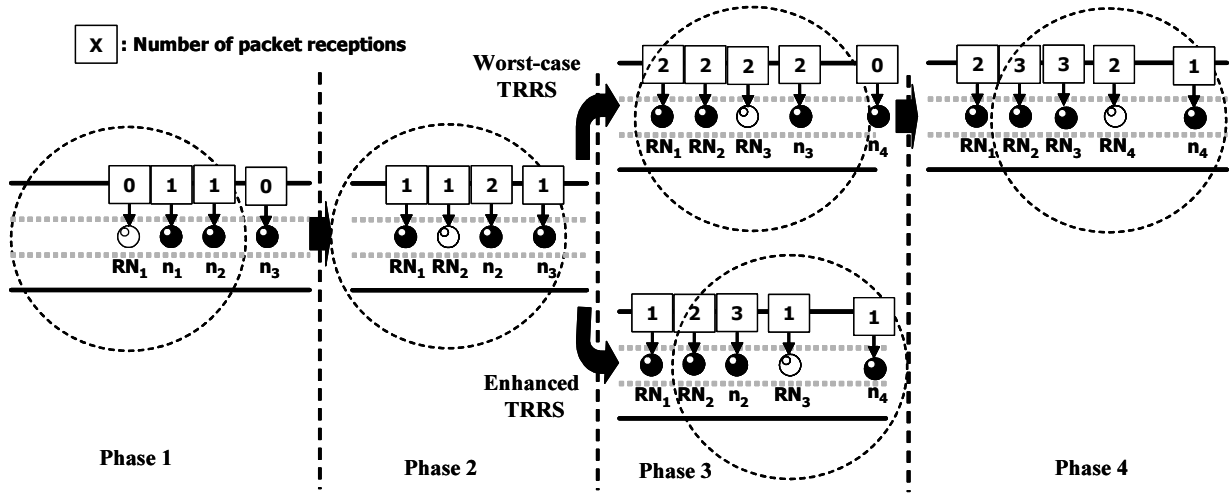 X : Number of packet receptions
0 1 1 0
RN1 n1 n2 n3
Phase 1
1 1 2 1
RN1 RN2 n2 n3
Phase 2
Worst-case
TRRS
2 2 2 2 0
RN1 RN2 RN3 n3 n4
Enhanced
TRRS
1 2 3 1 1
RN1 RN2 n2 RN3 n4
Phase 3
2 3 3 2 1
RN1 RN2 RN3 RN4 n4
Phase 4